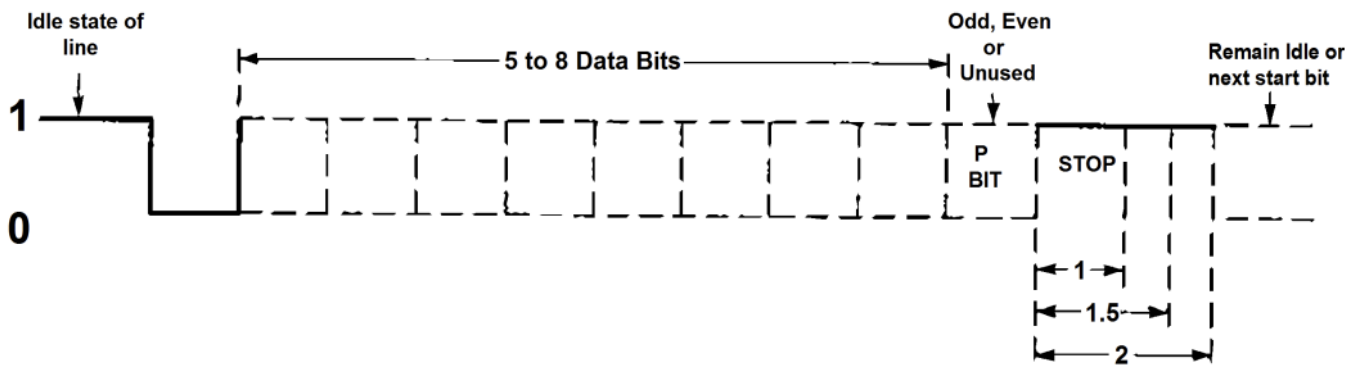 Idle state of
line
5 to 8 Data Bits
Odd, Even
or
Unused
Remain Idle or
next start bit
1
0
P
BIT
STOP
1
1.5
2